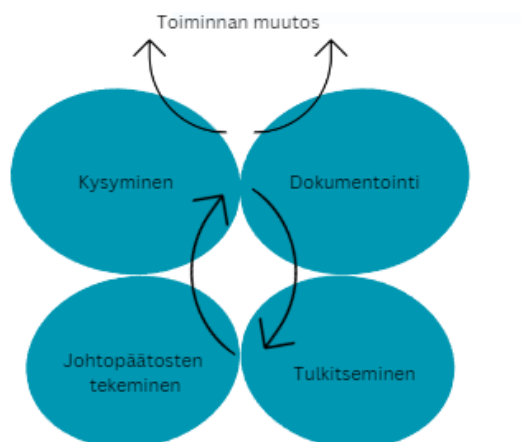 Toiminnan muutos
Kysyminen
Dokumentointi
Johtopäätosten
tekeminen
Tulkitseminen